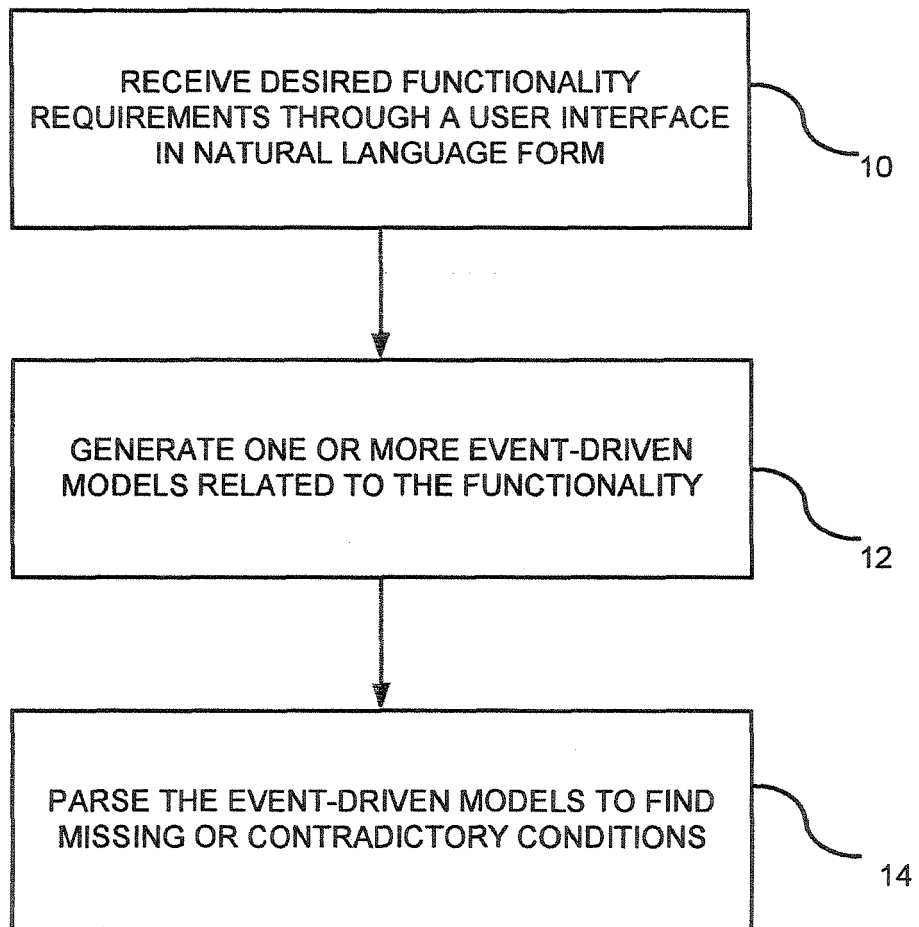 RECEIVE DESIRED FUNCTIONALITY
REQUIREMENTS THROUGH A USER INTERFACE
IN NATURAL LANGUAGE FORM
10
GENERATE ONE OR MORE EVENT-DRIVEN
MODELS RELATED TO THE FUNCTIONALITY
12
PARSE THE EVENT-DRIVEN MODELS TO FIND
MISSING OR CONTRADICTORY CONDITIONS
14